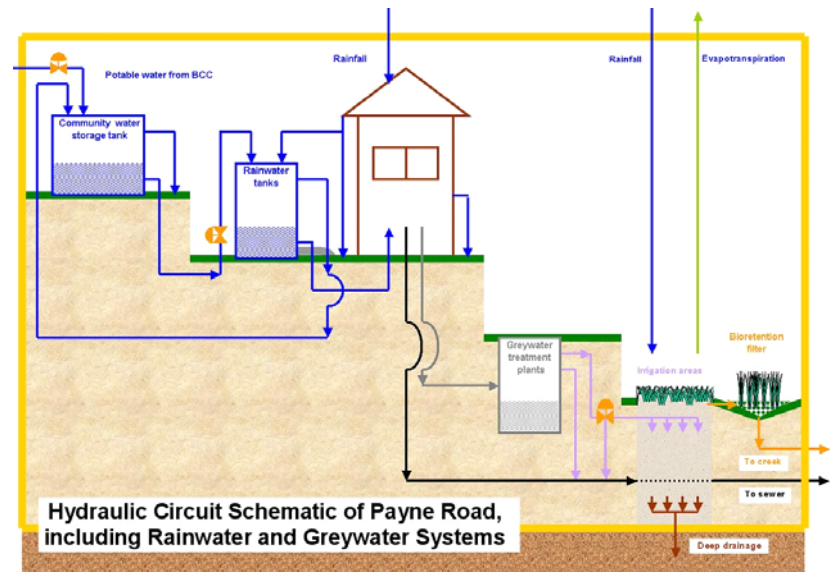 Rainfall
Rainfall
Evapotranspiration
Potable water from BCC
Community water
storage tank
Rainwater
tanks
Bioretention
filter
Greywater
treatment
plants
Irrigation areas
To creek
To sewer
Deep drainage
Hydraulic Circuit Schematic of Payne Road,
including Rainwater and Greywater Systems